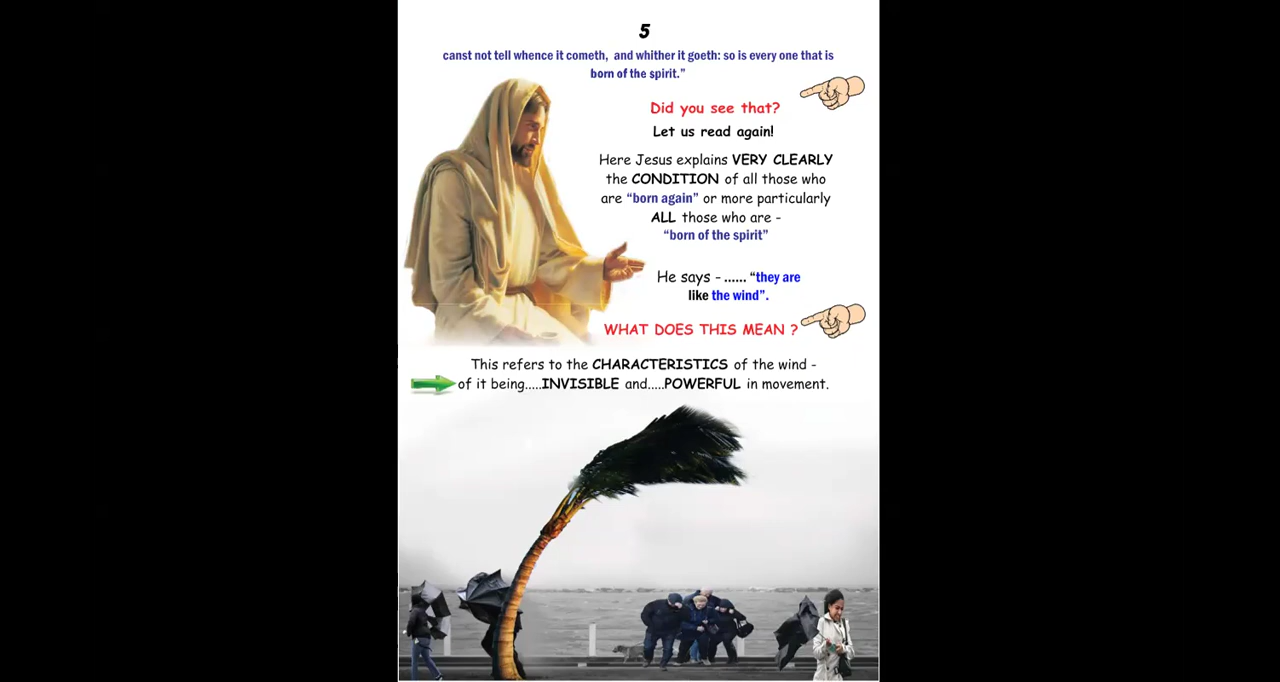 5
canst not tell whence it cometh, and whither it goeth: so is every one that is
born of the spirit.”
Did you see that?
Let us read again!
Here Jesus explains VERY CLEARLY
the CONDITION of all those who
are “born again” or more particularly
ALL those who are -
“born of the spirit”
He says - ...... “they are
like the wind”.
WHAT DOES THIS MEAN ?
This refers to the CHARACTERISTICS of the wind -
of it being.....INVISIBLE and.....POWERFUL in movement.